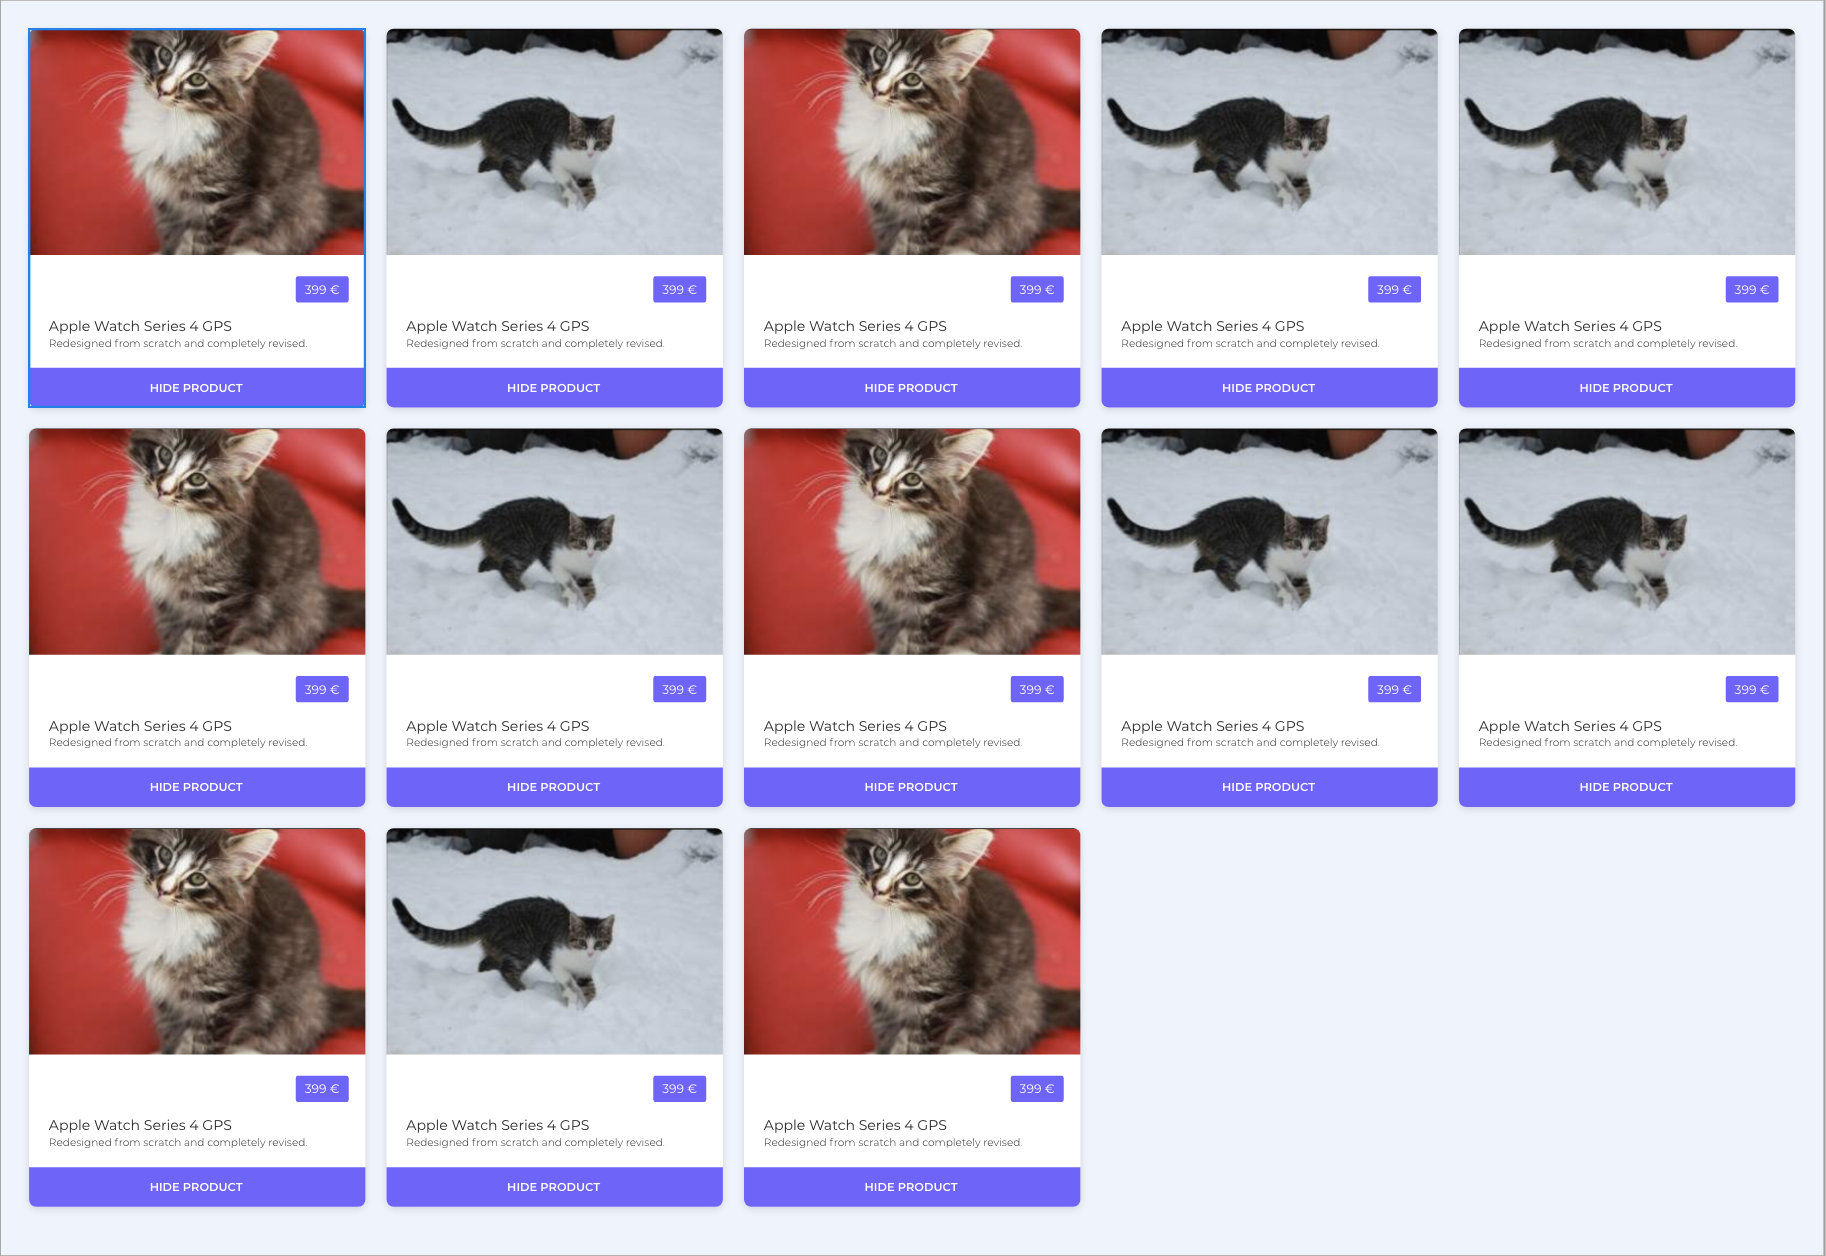 399 €
Apple Watch Series 4 GPS
Redesigned from scratch and completely revised.
HIDE PRODUCT
399 €
Apple Watch Series 4 GPS
Redesigned from scratch and completely revised.
HIDE PRODUCT
399 €
Apple Watch Series 4 GPS
Redesigned from scratch and completely revised.
HIDE PRODUCT
399 €
Apple Watch Series 4 GPS
Redesigned from scratch and completely revised.
HIDE PRODUCT
399 €
Apple Watch Series 4 GPS
Redesigned from scratch and completely revised.
HIDE PRODUCT
399 €
Apple Watch Series 4 GPS
Redesigned from scratch and completely revised.
HIDE PRODUCT
399 €
Apple Watch Series 4 GPS
Redesigned from scratch and completely revised.
HIDE PRODUCT
399 €
Apple Watch Series 4 GPS
Redesigned from scratch and completely revised.
HIDE PRODUCT
399 €
Apple Watch Series 4 GPS
Redesigned from scratch and completely revised.
HIDE PRODUCT
399 €
Apple Watch Series 4 GPS
Redesigned from scratch and completely revised.
HIDE PRODUCT
399 €
Apple Watch Series 4 GPS
Redesigned from scratch and completely revised.
HIDE PRODUCT
399 €
Apple Watch Series 4 GPS
Redesigned from scratch and completely revised.
HIDE PRODUCT
399 €
Apple Watch Series 4 GPS
Redesigned from scratch and completely revised.
HIDE PRODUCT